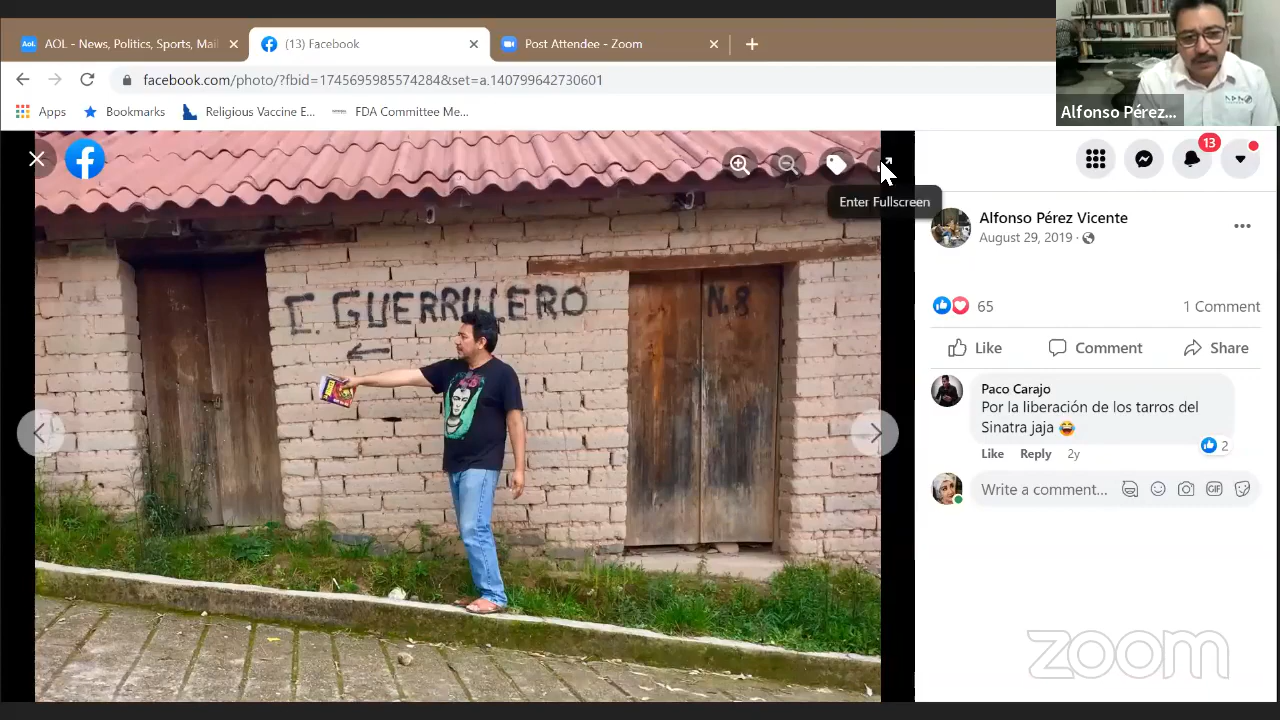 AOL - News, Politics, Sports, Mail
(13) Facebook
Post Attendee - Zoom
facebook.com/photo/?fbid=1745695985574284&set=a.140799642730601
Apps
Bookmarks
Religious Vaccine E...
FDA Committee Me...
Alfonso Pérez...
13
Enter Fullscreen
Alfonso Pérez Vicente
August 29, 2019
65
1 Comment
Like
Comment
Share
Paco Carajo
Por la liberación de los tarros del
Sinatra jaja
2
Like Reply 2y
Write a comment...
GIF
C. GUERRILLERO
N.8
zoom